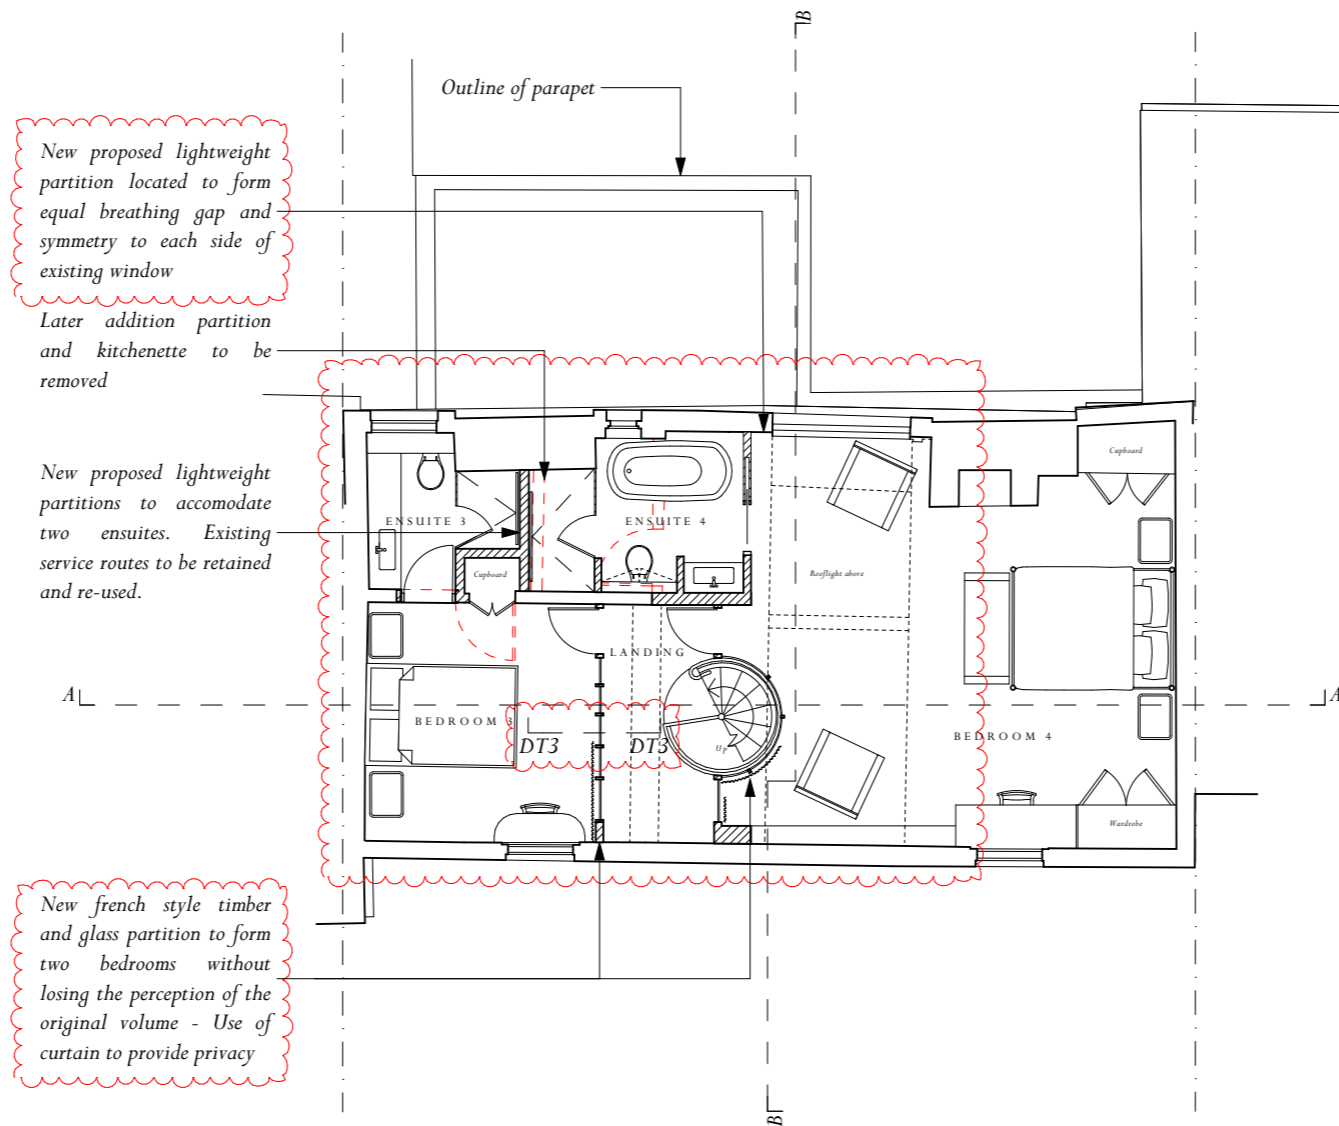 B
Outline of parapet
New proposed lightweight
partition located to form
equal breathing gap and
symmetry to each side of
existing window
Later addition partition
and kitchenette to be
removed
New proposed lightweight
partitions to accomodate
two ensuites. Existing
service routes to be retained
and re-used.
Cupboard
ENSUITE 3
ENSUITE 4
Cupboard
Rooflight above
LANDING
A
A
BEDROOM 3
BEDROOM 4
DT3
DT3
Up
Wardrobe
New french style timber
and glass partition to form
two bedrooms without
losing the perception of the
original volume - Use of
curtain to provide privacy
B